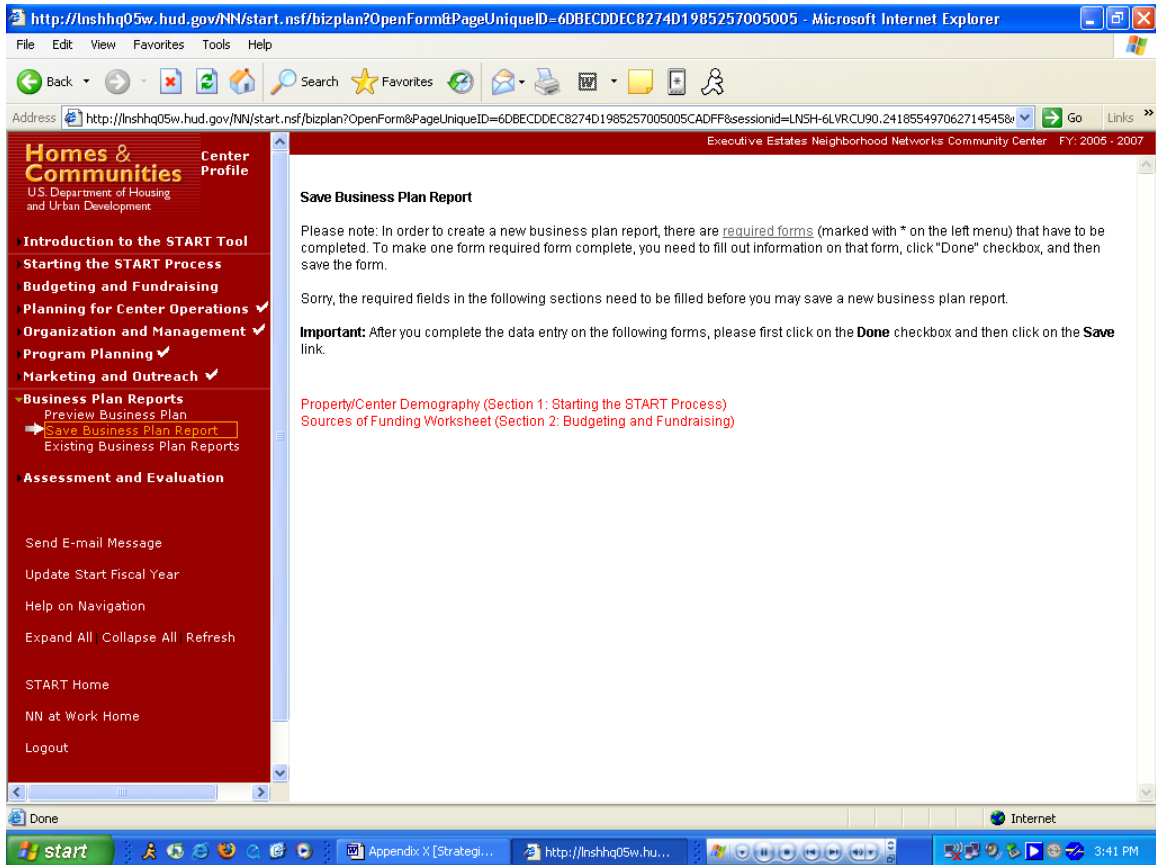 http://lnshhq05w.hud.gov/NN/start.nsf/bizplan?OpenForm&PageUniqueID=6DBECDDEC8274D1985257005005 - Microsoft Internet Explorer
File Edit View Favorites Tools Help
Back Search Favorites
Address http://lnshhq05w.hud.gov/NN/start.nsf/bizplan?OpenForm&PageUniqueID=6DBECDDEC8274D1985257005005CADFF&sessionid=LNSH-6LVRCU90.2418554970627145458& Go Links »
Executive Estates Neighborhood Networks Community Center FY: 2005 - 2007
Homes &
Communities
U.S. Department of Housing
and Urban Development
Center
Profile
Introduction to the START Tool
Starting the START Process
Budgeting and Fundraising
Planning for Center Operations ✔
Organization and Management ✔
Program Planning ✔
Marketing and Outreach ✔
Business Plan Reports
Preview Business Plan
Save Business Plan Report
Existing Business Plan Reports
Assessment and Evaluation
Send E-mail Message
Update Start Fiscal Year
Help on Navigation
Expand All | Collapse All | Refresh
START Home
NN at Work Home
Logout
Save Business Plan Report
Please note: In order to create a new business plan report, there are required forms (marked with * on the left menu) that have to be
completed. To make one form required form complete, you need to fill out information on that form, click "Done" checkbox, and then
save the form.
Sorry, the required fields in the following sections need to be filled before you may save a new business plan report.
Important: After you complete the data entry on the following forms, please first click on the Done checkbox and then click on the Save
link.
Property/Center Demography (Section 1: Starting the START Process)
Sources of Funding Worksheet (Section 2: Budgeting and Fundraising)
Done Internet
start Appendix X [Strategi... http://lnshhq05w.hu... 3:41 PM